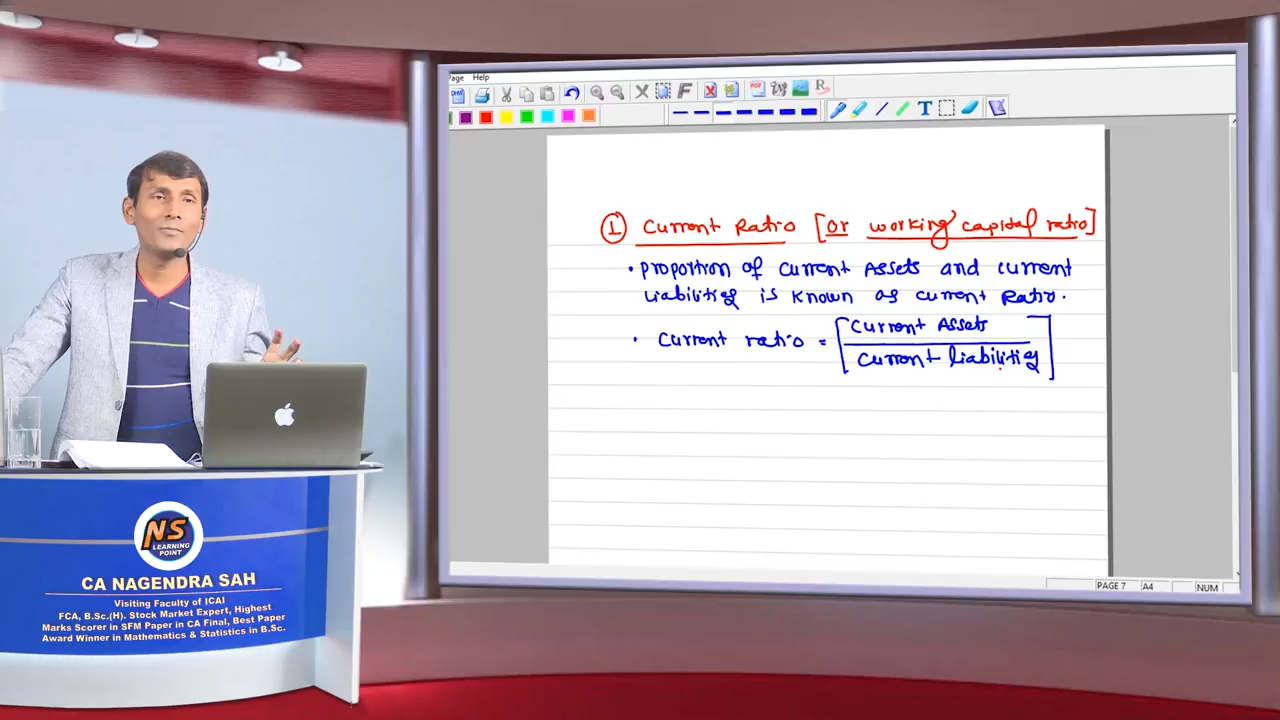 Page Help
① Current Ratio [or working capital ratio]
• Proportion of Current Assets and current
liabilities is known as current Ratio.
• Current ratio = [Current Assets
Current liabilities]
PAGE 7 A4 NUM
NS
LEARNING
POINT
CA NAGENDRA SAH
Visiting Faculty of ICAI
FCA, B.Sc.(H). Stock Market Expert, Highest
Marks Scorer in SFM Paper in CA Final, Best Paper
Award Winner in Mathematics & Statistics in B.Sc.